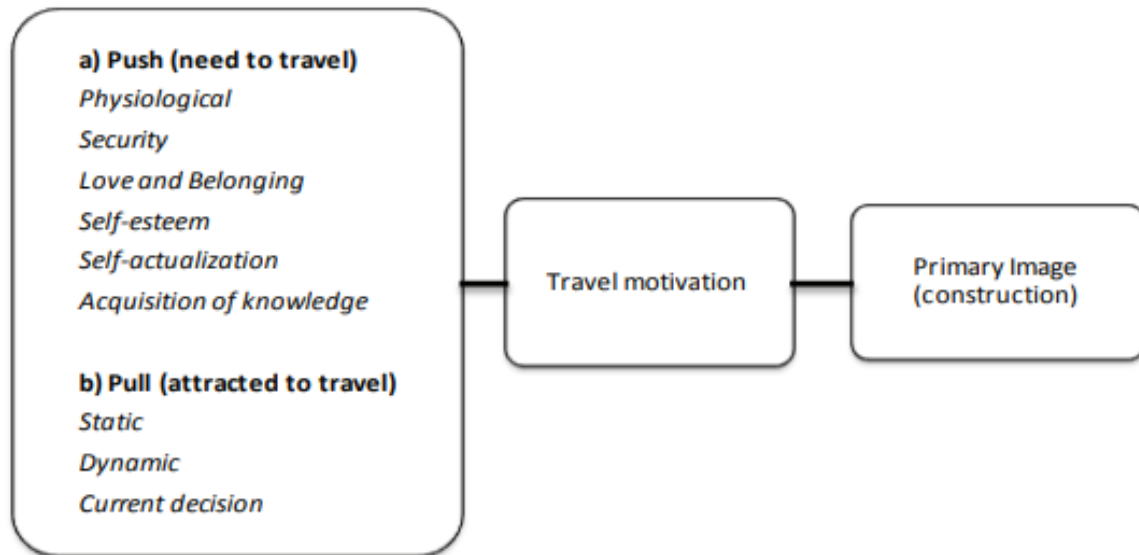 a) Push (need to travel)
Physiological
Security
Love and Belonging
Self-esteem
Self-actualization
Acquisition of knowledge
b) Pull (attracted to travel)
Static
Dynamic
Current decision
Travel motivation
Primary Image
(construction)